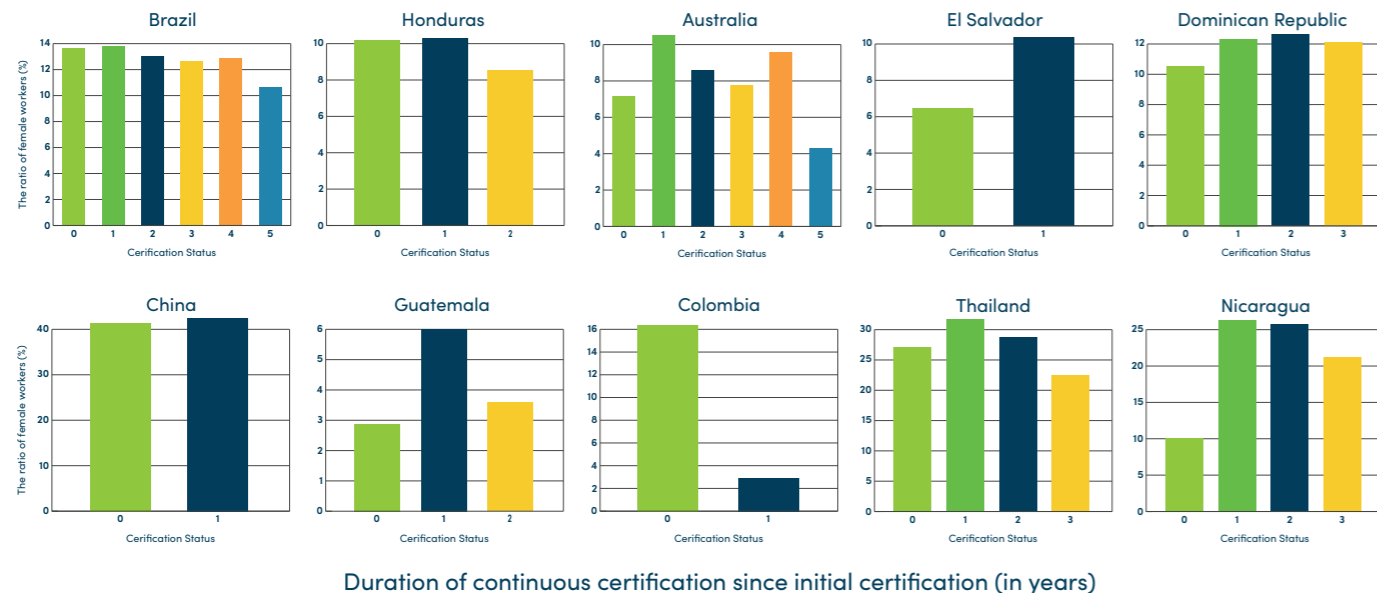 Brazil
Honduras
Australia
El Salvador
Dominican Republic
The ratio of female workers (%)
14
12
10
8
6
4
2
0
0 1 2 3 4 5
Cerification Status
10
8
6
4
2
0
0 1 2
Cerification Status
10
8
6
4
2
0
0 1 2 3 4 5
Cerification Status
10
8
6
4
2
0
0 1
Cerification Status
12
10
8
6
4
2
0
0 1 2 3
Cerification Status
China
Guatemala
Colombia
Thailand
Nicaragua
The ratio of female workers (%)
40
30
20
10
0
0 1
Cerification Status
6
5
4
3
2
1
0
0 1 2
Cerification Status
16
14
12
10
8
6
4
2
0
0 1
Cerification Status
30
25
20
15
10
5
0
0 1 2 3
Cerification Status
25
20
15
10
5
0
0 1 2 3
Cerification Status
Duration of continuous certification since initial certification (in years)